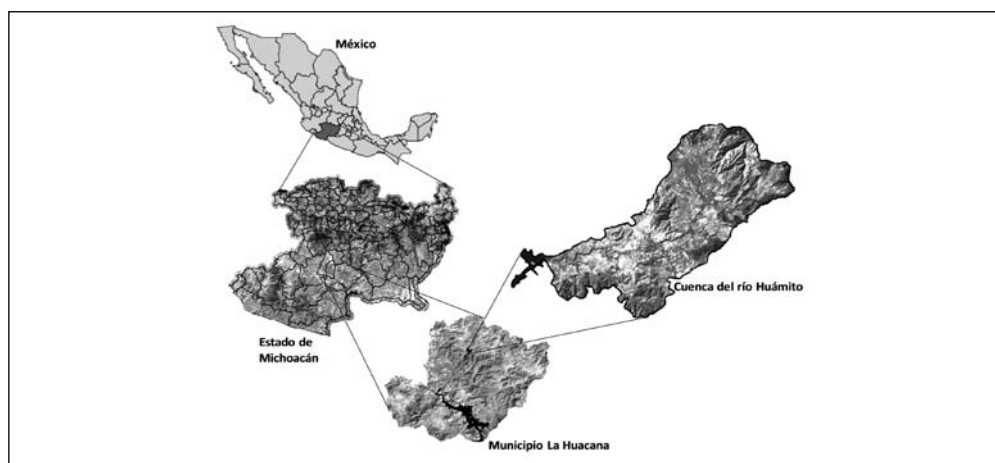 México
Cuenca del río Huámito
Estado de
Michoacán
Municipio La Huacana